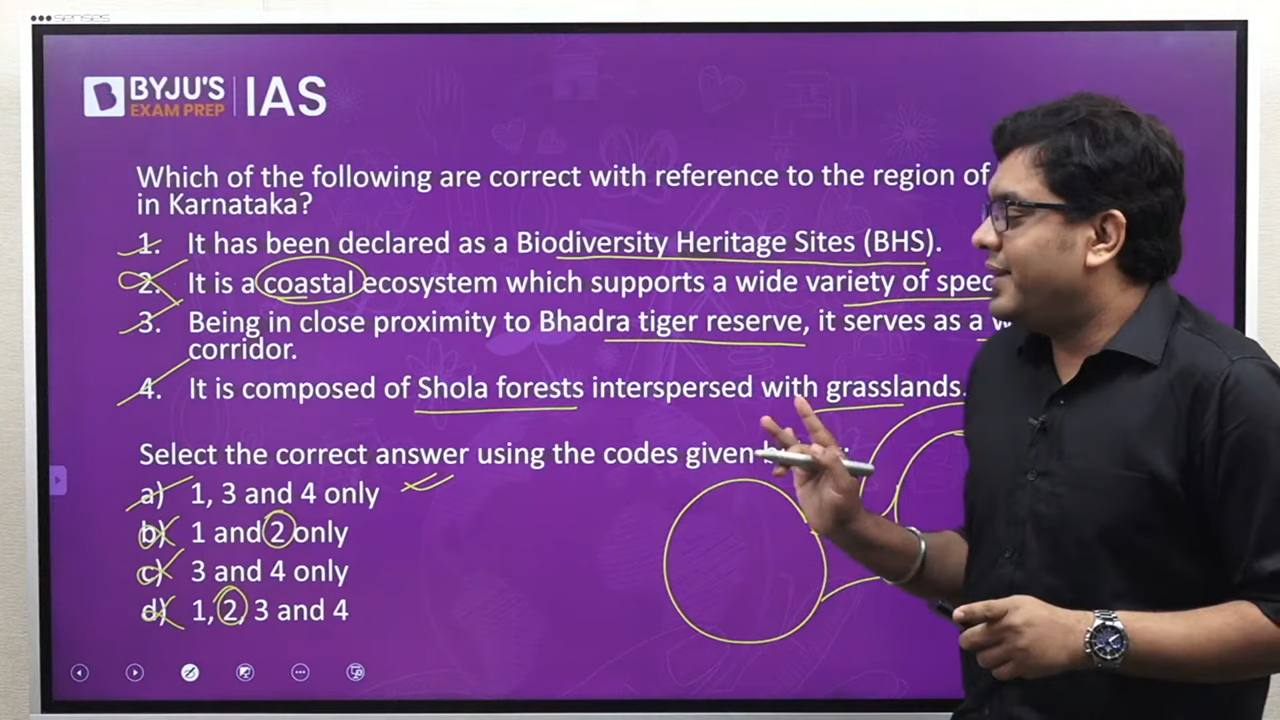 senses
BYJU'S
EXAM PREP
IAS
Which of the following are correct with reference to the region of
in Karnataka?
1. It has been declared as a Biodiversity Heritage Sites (BHS).
2. It is a coastal ecosystem which supports a wide variety of spec
3. Being in close proximity to Bhadra tiger reserve, it serves as a w
corridor.
4. It is composed of Shola forests interspersed with grasslands.
Select the correct answer using the codes given
a) 1, 3 and 4 only
b) 1 and 2 only
c) 3 and 4 only
d) 1, 2, 3 and 4